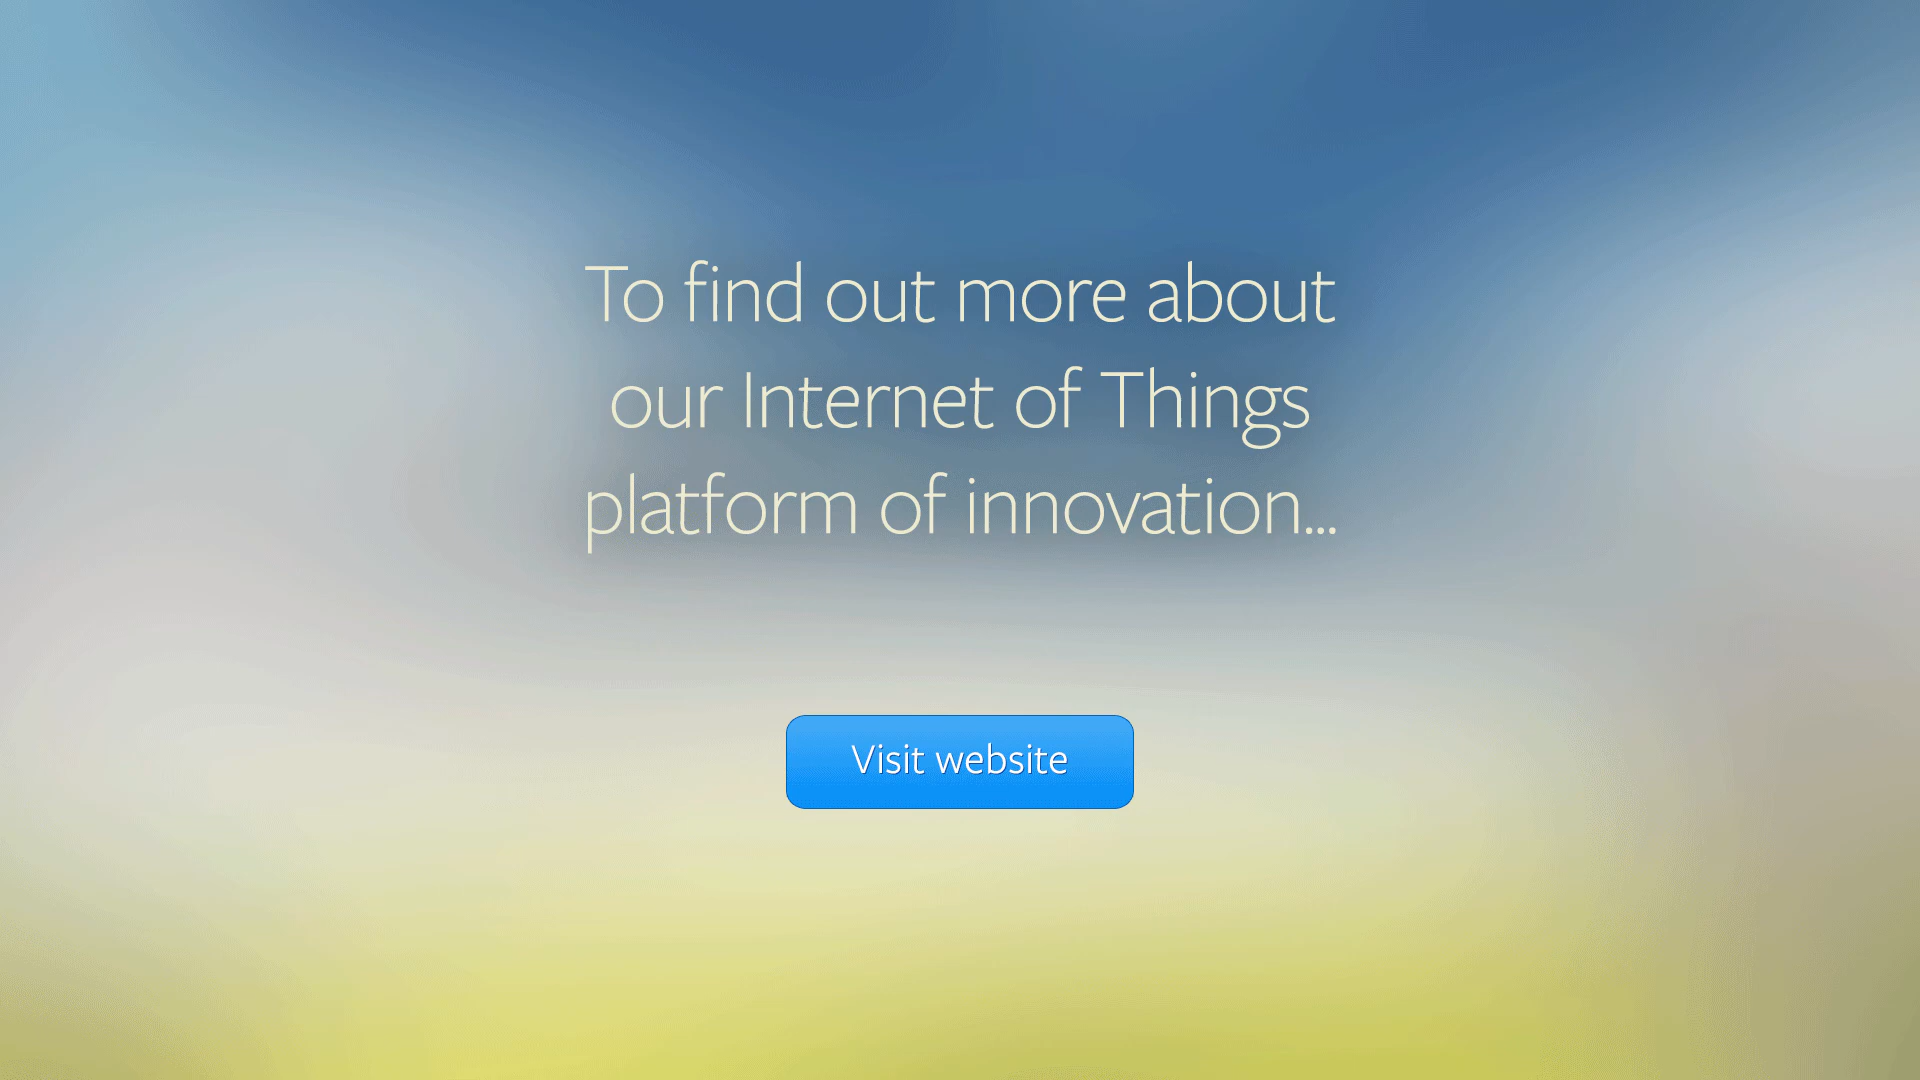 To find out more about
our Internet of Things
platform of innovation...
Visit website